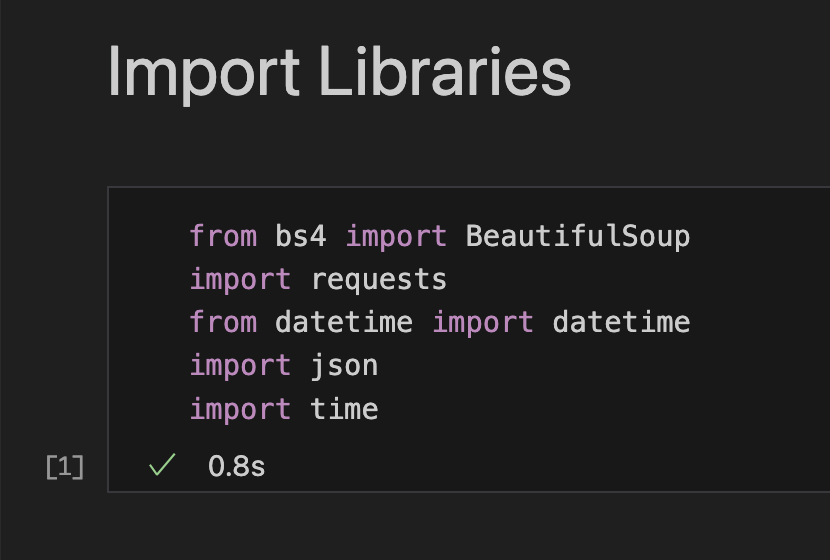 Import Libraries
from bs4 import BeautifulSoup
import requests
from datetime import datetime
import json
import time
[1] ✓ 0.8s